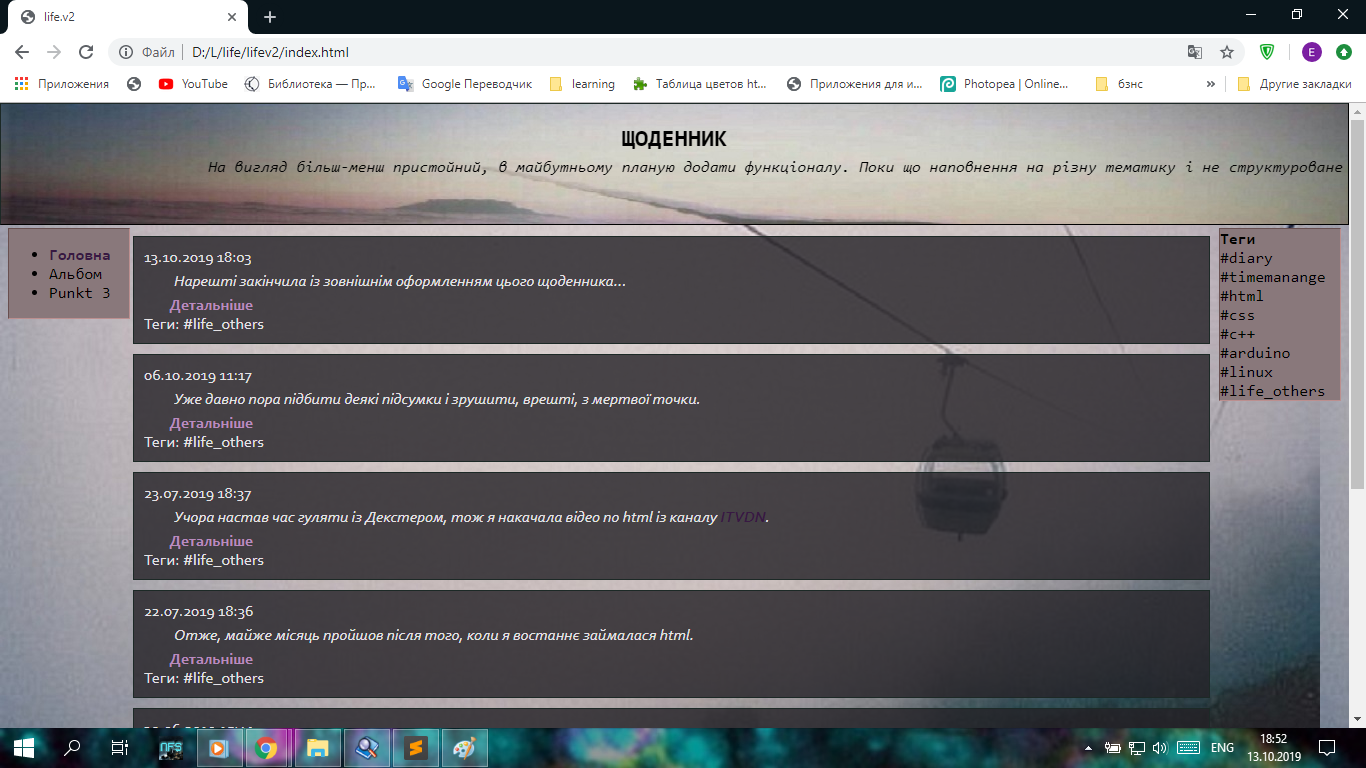 life.v2
Файл
D:/L/life/lifev2/index.html
E
Приложения
YouTube
Библиотека — Пр...
Google Переводчик
learning
Таблица цветов ht...
Приложения для и...
Photopea | Online...
бзнс
»
Другие закладки
ЩОДЕННИК
На вигляд більш-менш пристойний, в майбутньому планую додати функціоналу. Поки що наповнення на різну тематику і не структуроване
Головна
Альбом
Punkt 3
13.10.2019 18:03
Нарешті закінчила із зовнішнім оформленням цього щоденника...
Детальніше
Теги: #life_others
06.10.2019 11:17
Уже давно пора підбити деякі підсумки і зрушити, врешті, з мертвої точки.
Детальніше
Теги: #life_others
23.07.2019 18:37
Учора настав час гуляти із Декстером, тож я накачала відео по html із каналу ITVDN.
Детальніше
Теги: #life_others
22.07.2019 18:36
Отже, майже місяць пройшов після того, коли я востаннє займалася html.
Детальніше
Теги: #life_others
Теги
#diary
#timemanange
#html
#css
#c++
#arduino
#linux
#life_others
NFS
ENG
18:52
13.10.2019